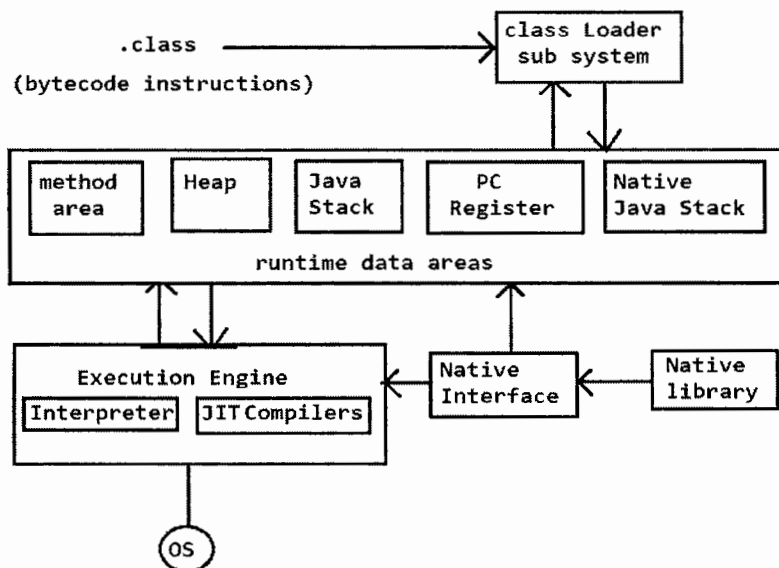 .class
(bytecode instructions)
class Loader
sub system
method
area
Heap
Java
Stack
PC
Register
Native
Java Stack
runtime data areas
Execution Engine
Interpreter
JIT Compilers
Native
Interface
Native
library
OS